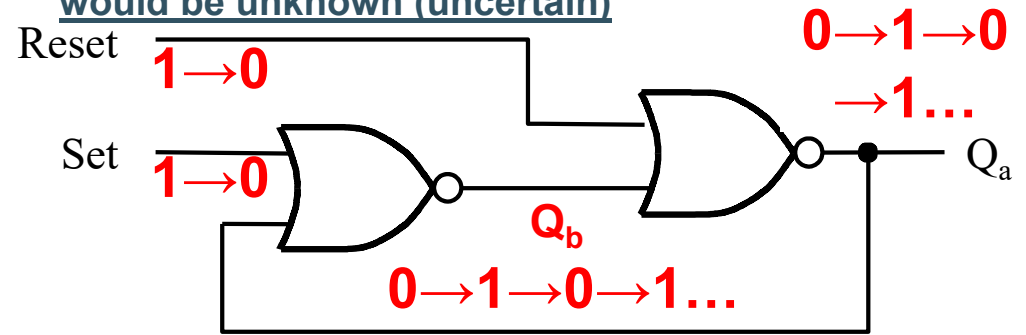 would be unknown (uncertain)
Reset
1→0
0→1→0
→1…
Set
1→0
Qa
Qb
0→1→0→1…